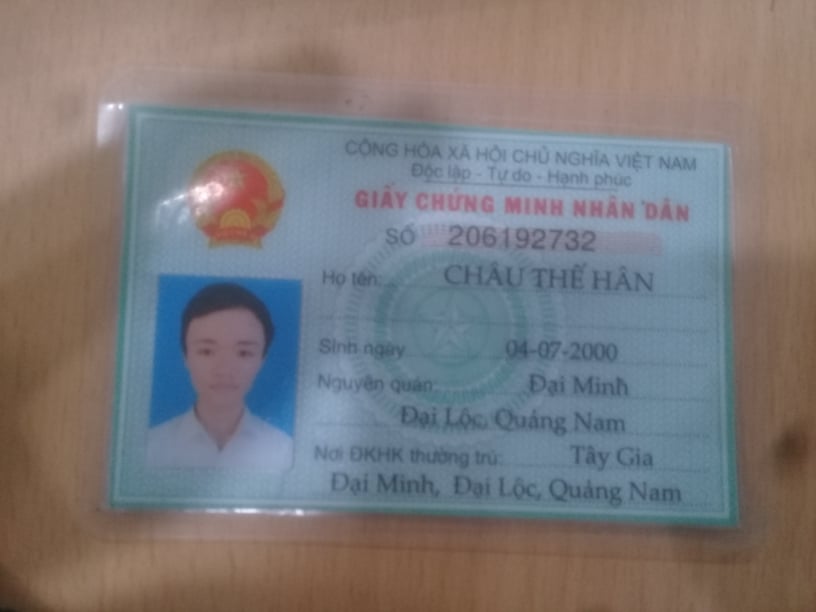 CỘNG HÒA XÃ HỘI CHỦ NGHĨA VIỆT NAM
Độc lập - Tự do - Hạnh phúc
GIẤY CHỨNG MINH NHÂN DÂN
SỐ 206192732
Họ tên: CHÂU THẾ HÂN
Sinh ngày 04-07-2000
Nguyên quán: Đại Minh
Đại Lộc, Quảng Nam
Nơi ĐKHK thường trú: Tây Gia
Đại Minh, Đại Lộc, Quảng Nam